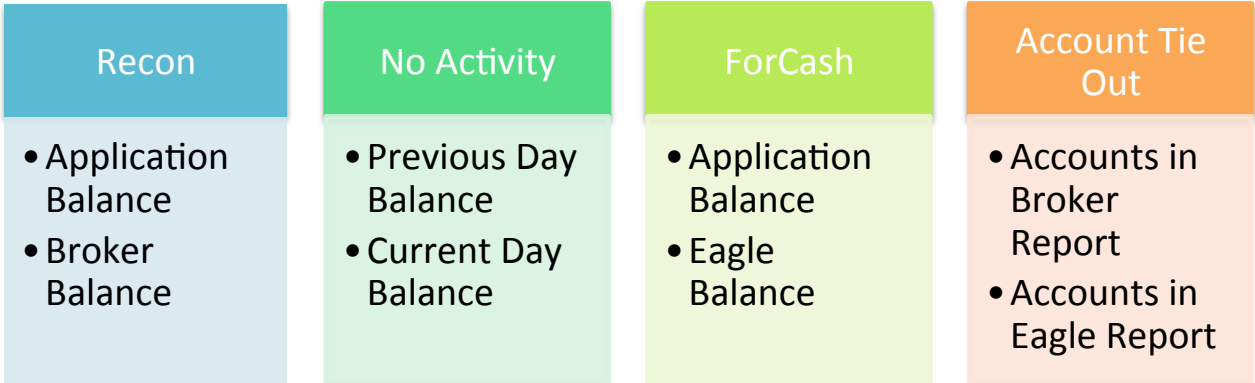 Recon
• Application
Balance
• Broker
Balance
No Activity
• Previous Day
Balance
• Current Day
Balance
ForCash
• Application
Balance
• Eagle
Balance
Account Tie
Out
• Accounts in
Broker
Report
• Accounts in
Eagle Report